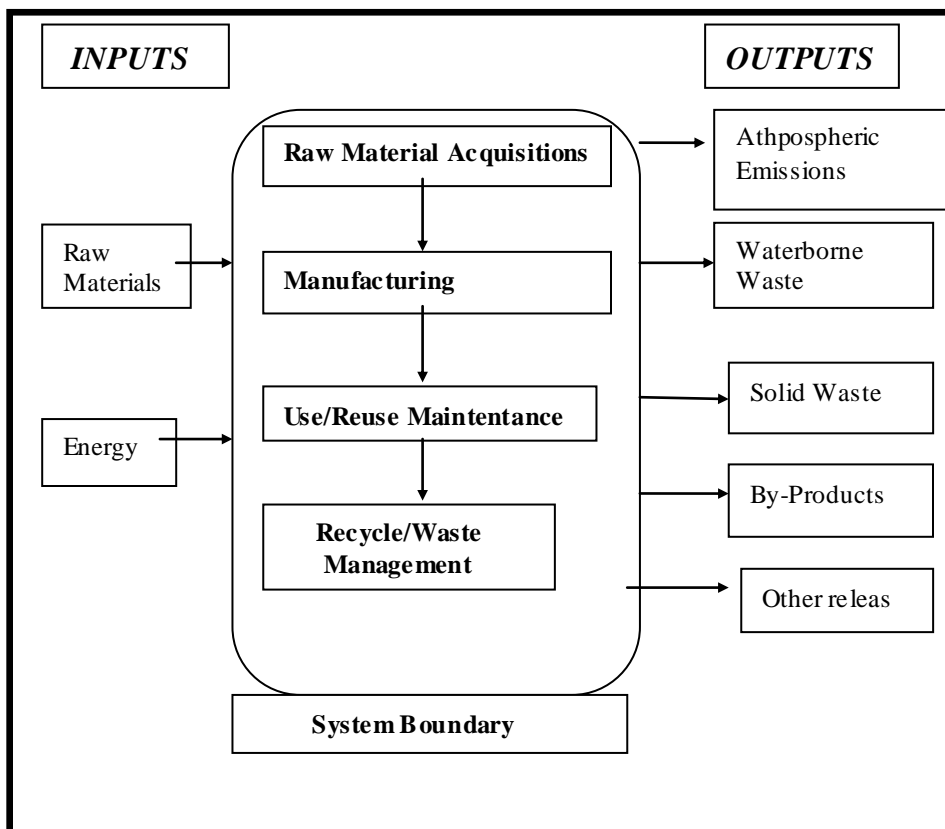 INPUTS
OUTPUTS
Raw Material Acquisitions
Athpospheric
Emissions
Raw
Materials
Manufacturing
Waterborne
Waste
Energy
Use/Reuse Maintentance
Solid Waste
By-Products
Recycle/Waste
Management
Other releas
System Boundary